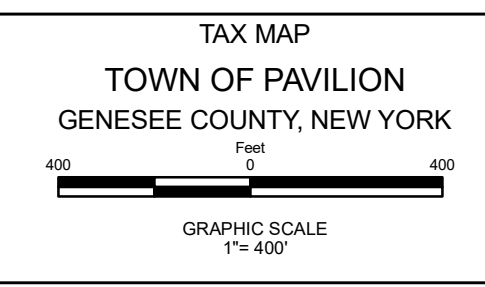 TAX MAP
TOWN OF PAVILION
GENESEE COUNTY, NEW YORK
Feet
400 0 400
GRAPHIC SCALE
1"= 400'